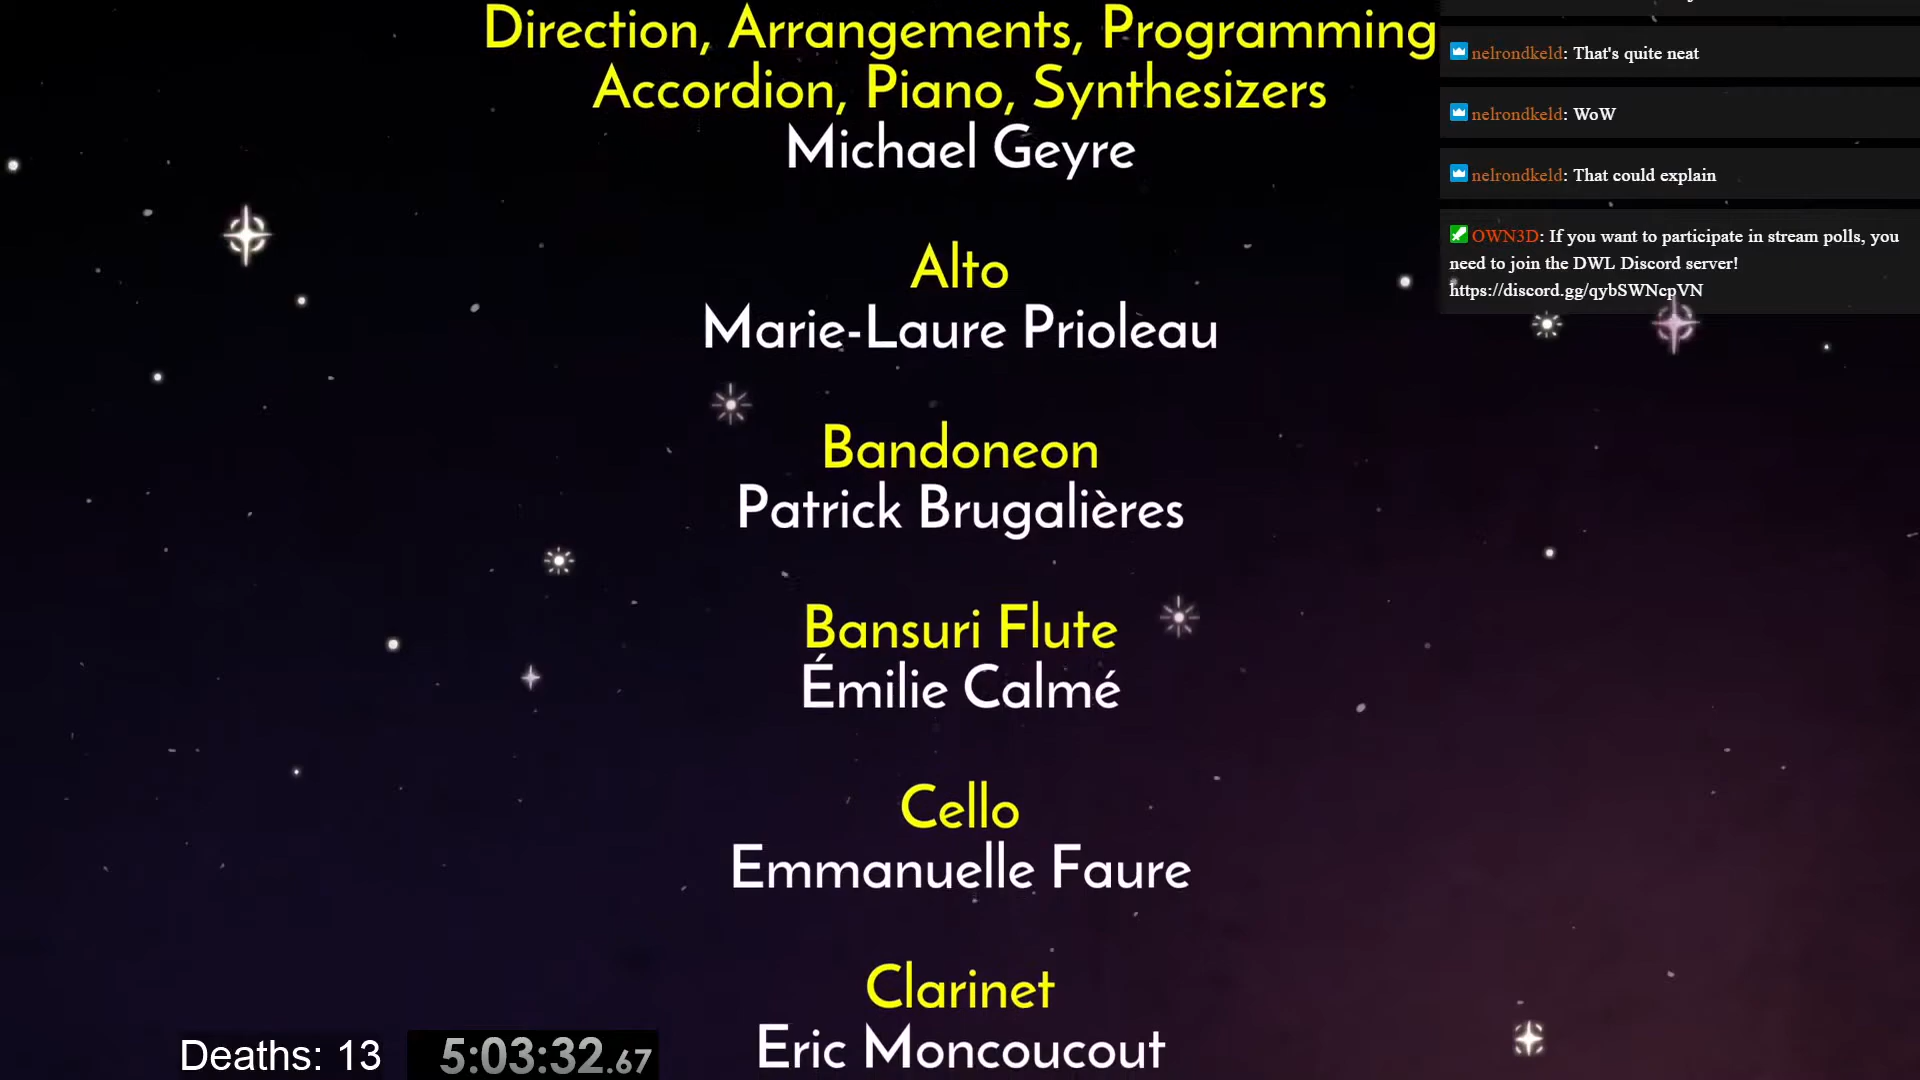 Direction, Arrangements, Programming
Accordion, Piano, Synthesizers
Michael Geyre
Alto
Marie-Laure Prioleau
Bandoneon
Patrick Brugalières
Bansuri Flute
Émilie Calmé
Cello
Emmanuelle Faure
Clarinet
Eric Moncoucout
nelrondkeld: That's quite neat
nelrondkeld: WoW
nelrondkeld: That could explain
OWN3D: If you want to participate in stream polls, you
need to join the DWL Discord server!
https://discord.gg/qybSWNcpVN
Deaths: 13
5:03:32.67